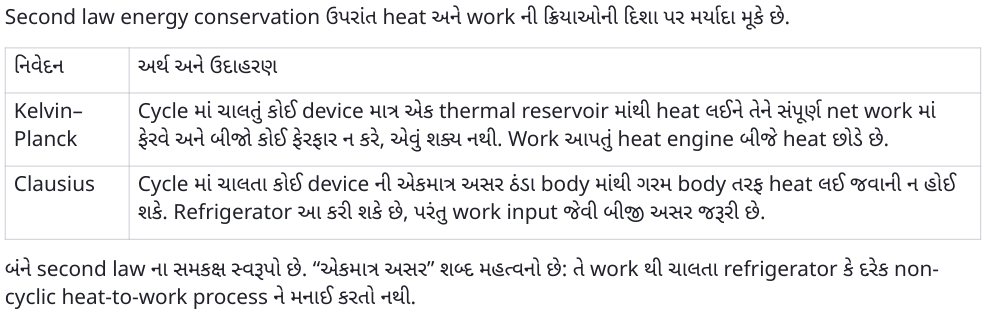 Second law energy conservation ઉપરાંત heat અને work ની ક્રિયાઓની દિશા પર મર્યાદા મૂકે છે.
નિવેદન	અર્થ અને ઉદાહરણ
Kelvin–Planck	Cycle માં ચાલતું કોઈ device માત્ર એક thermal reservoir માંથી heat લઈને તેને સંપૂર્ણ net work માં
ફેરવે અને બીજો કોઈ ફેરફાર ન કરે, એવું શક્ય નથી. Work આપતું heat engine બીજે heat છોડે છે.
Clausius	Cycle માં ચાલતા કોઈ device ની એકમાત્ર અસર ઠંડા body માંથી ગરમ body તરફ heat લઈ જવાની ન હોઈ
શકે. Refrigerator આ કરી શકે છે, પરંતુ work input જેવી બીજી અસર જરૂરી છે.
બંને second law ના સમકક્ષ સ્વરૂપો છે. “એકમાત્ર અસર” શબ્દ મહત્વનો છે: તે work થી ચાલતા refrigerator કે દરેક non-
cyclic heat-to-work process ને મનાઈ કરતો નથી.